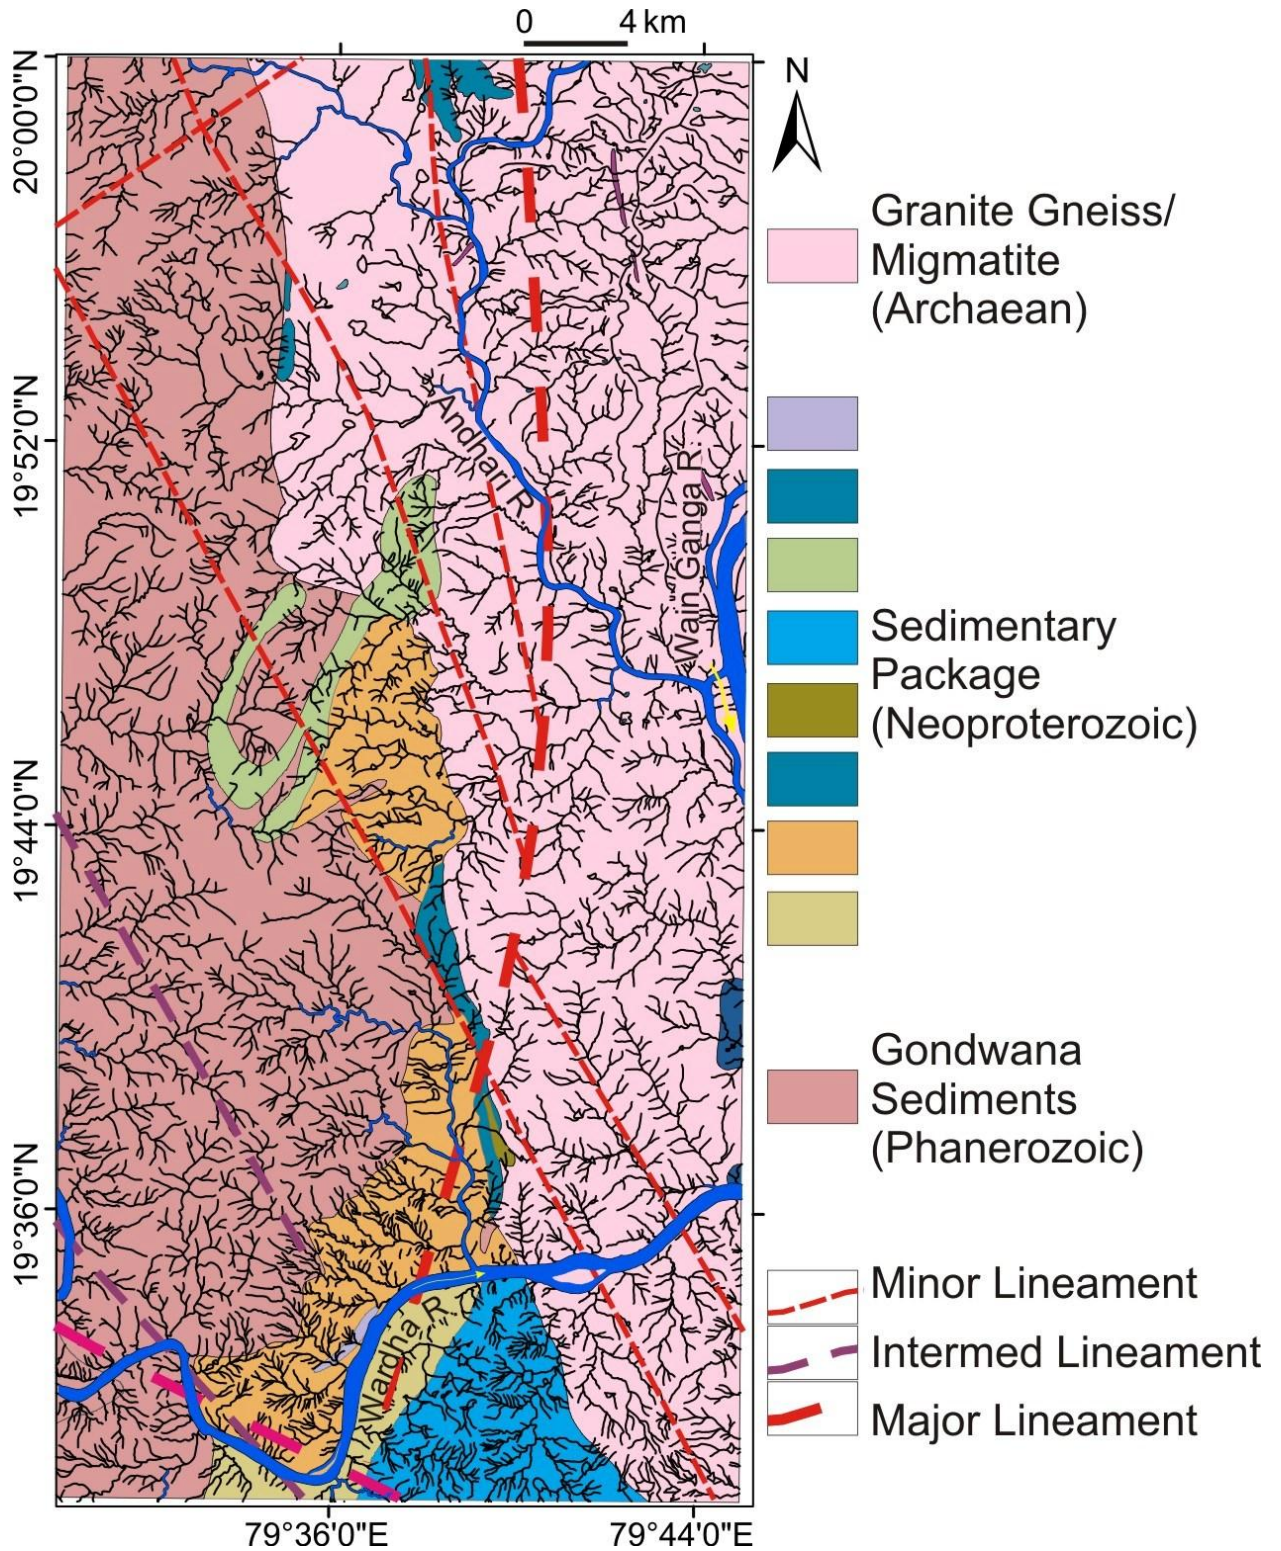 0 4 km
N
20°00'0"N
19°52'0"N
19°44'0"N
19°36'0"N
79°36'0"E
79°44'0"E
Andhari R.
Wain Ganga R.
Wardha R.
Granite Gneiss/
Migmatite
(Archaean)
Sedimentary
Package
(Neoproterozoic)
Gondwana
Sediments
(Phanerozoic)
Minor Lineament
Intermed Lineament
Major Lineament